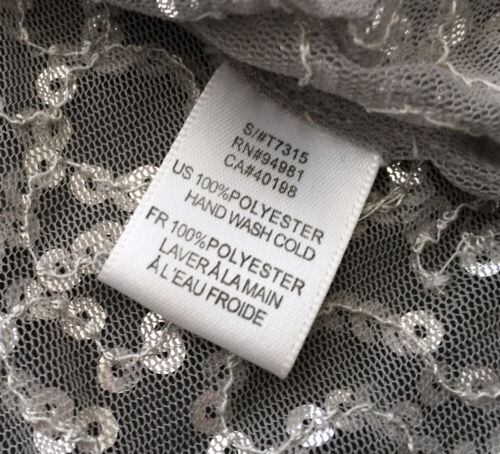 S/#T7315
RN#94981
CA#40198
US 100%POLYESTER
HAND WASH COLD
FR 100%POLYESTER
LAVER À LA MAIN
À L'EAU FROIDE